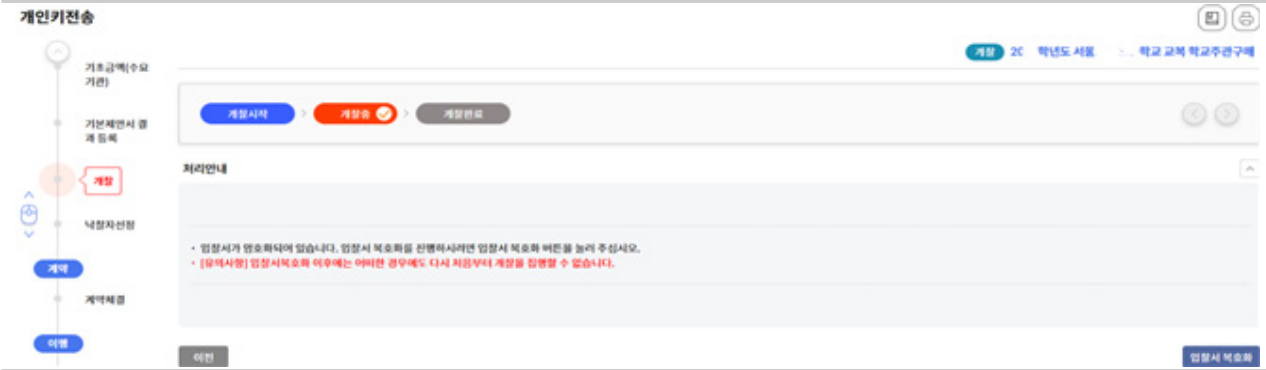 개인키전송
기초금액(수요
기관)
기본제안서 결
과 등록
개찰
낙찰자선정
계약
계약체결
이행
개찰 20 학년도 서울 학교 교복 학교주관구매
개찰시작 > 개찰중 > 개찰완료
처리안내
• 입찰서가 암호화되어 있습니다. 입찰서 복호화를 진행하시려면 입찰서 복호화 버튼을 눌러 주십시오.
• [유의사항] 입찰서복호화 이후에는 어떠한 경우에도 다시 처음부터 개찰을 집행할 수 없습니다.
이전
입찰서 복호화